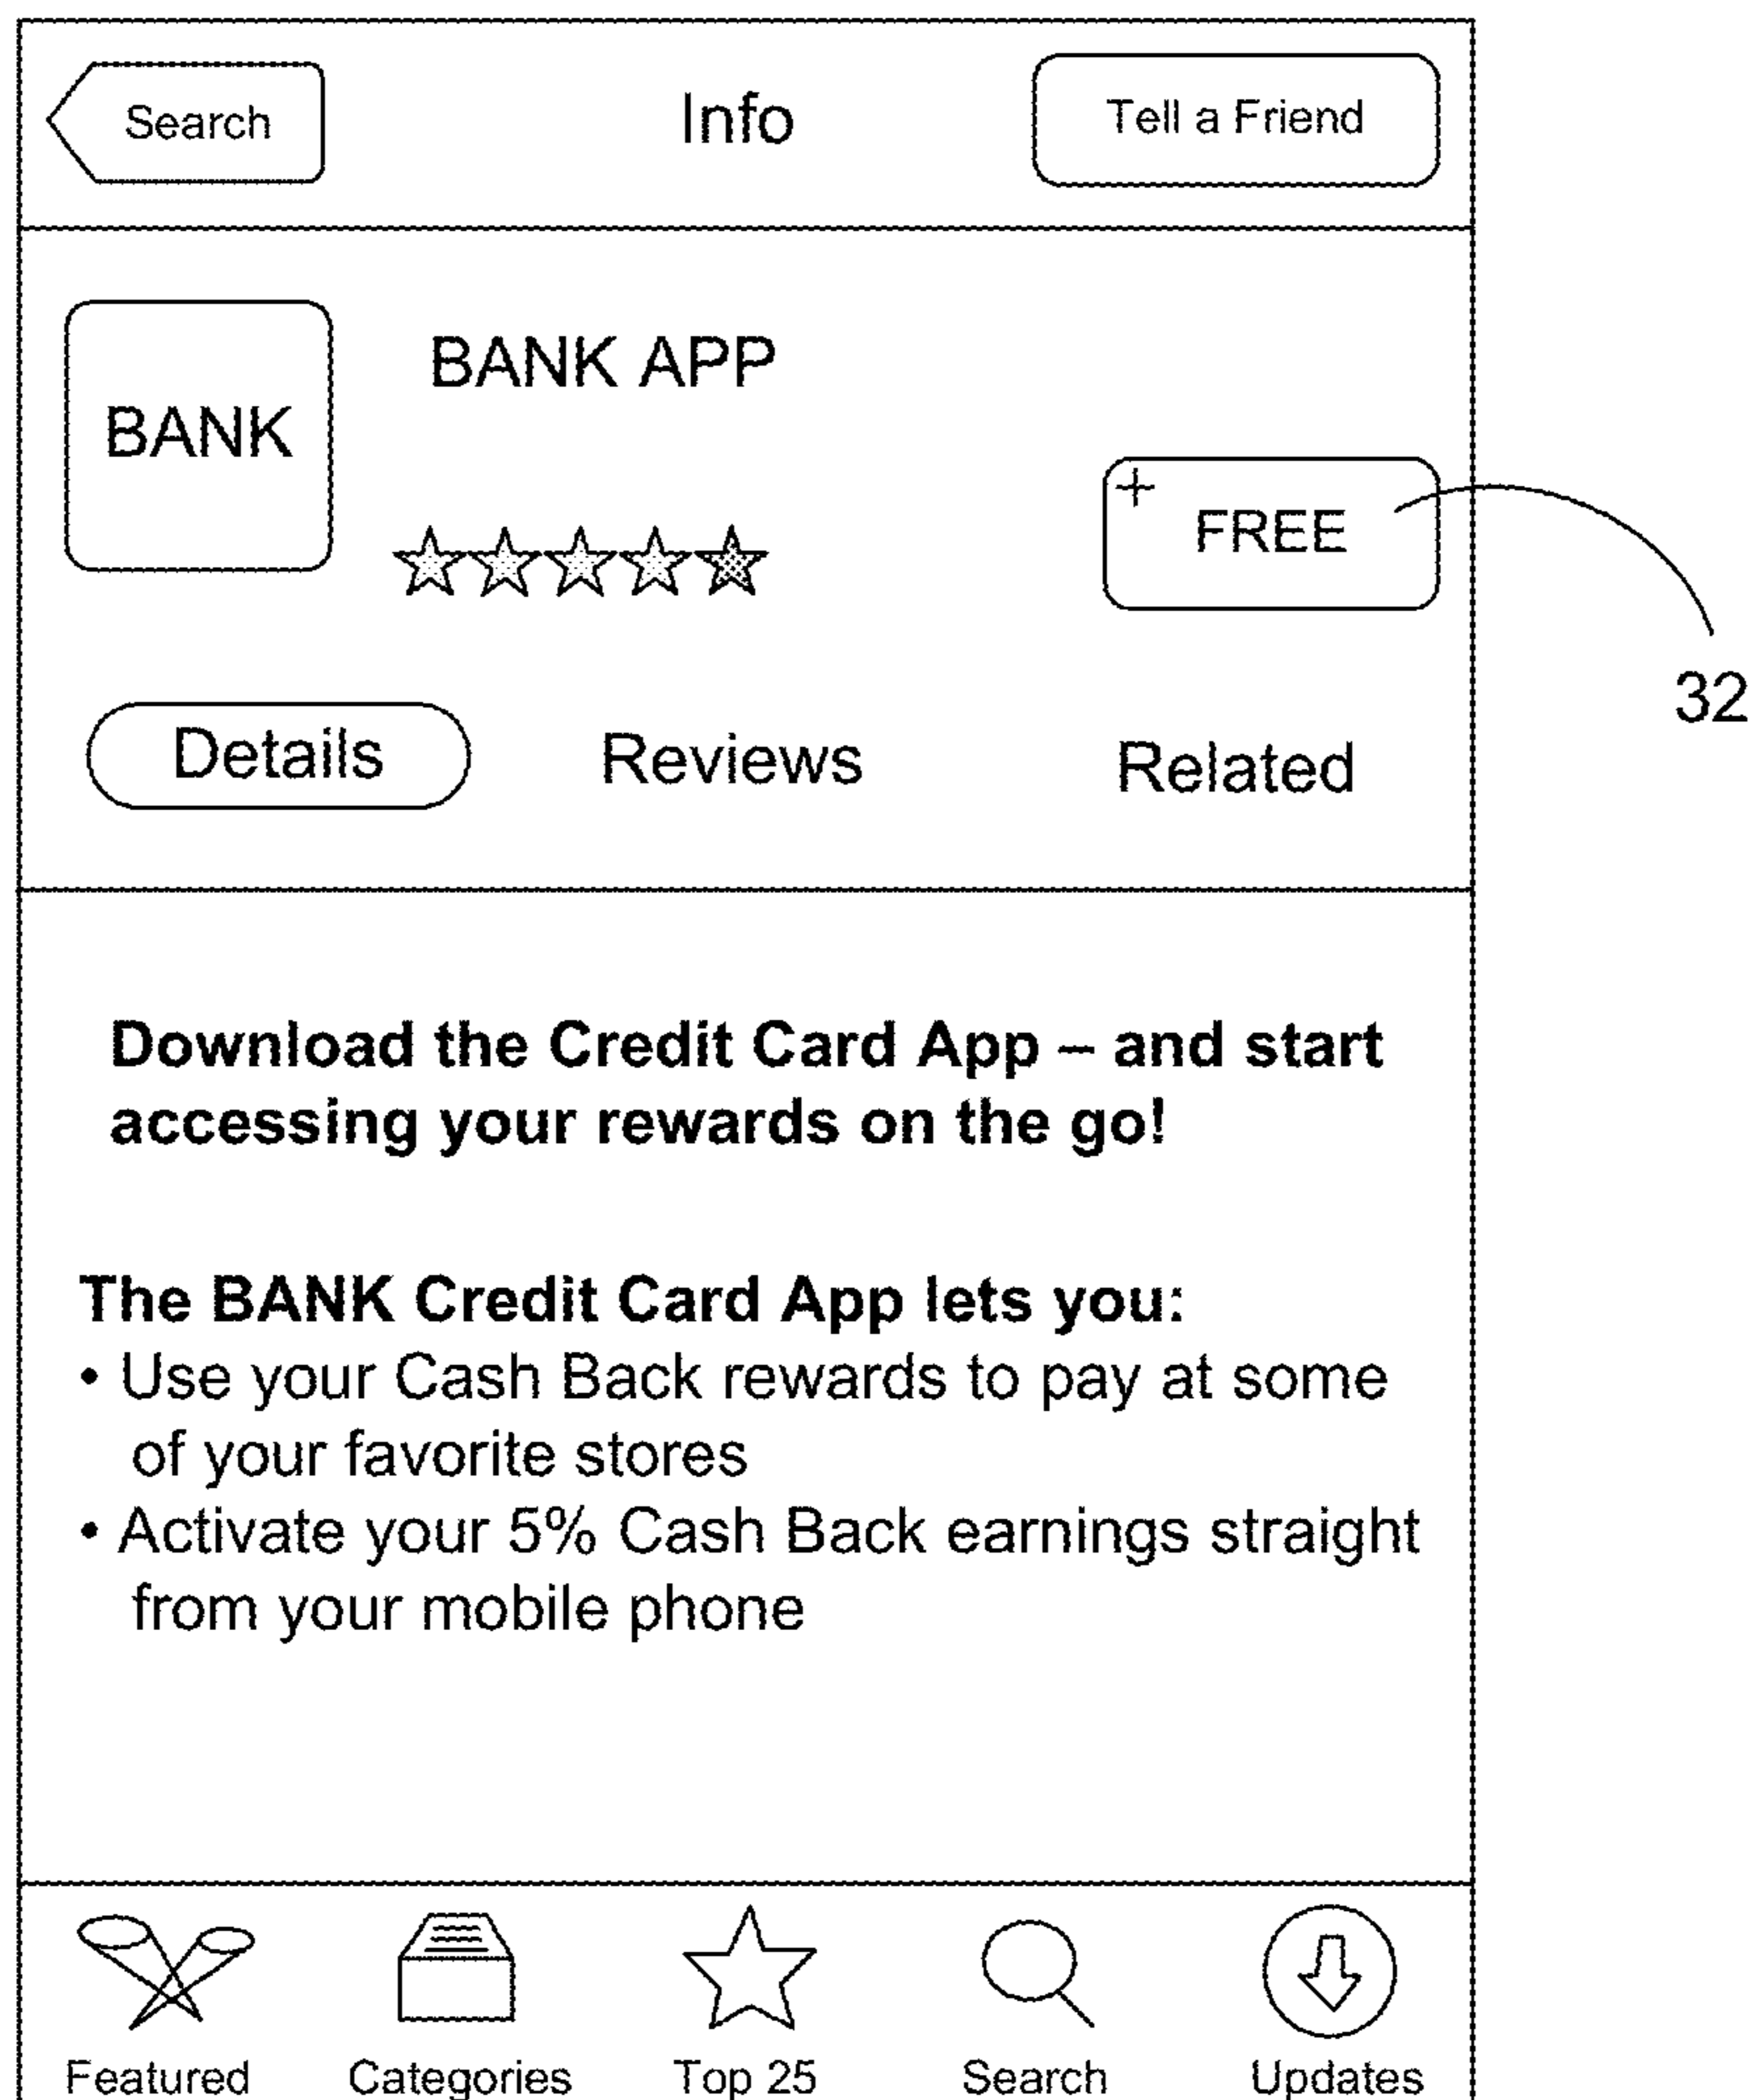 Search Info Tell a Friend
BANK APP
BANK
+ FREE
32
Details Reviews Related
Download the Credit Card App – and start
accessing your rewards on the go!
The BANK Credit Card App lets you:
• Use your Cash Back rewards to pay at some
of your favorite stores
• Activate your 5% Cash Back earnings straight
from your mobile phone
Featured Categories Top 25 Search Updates